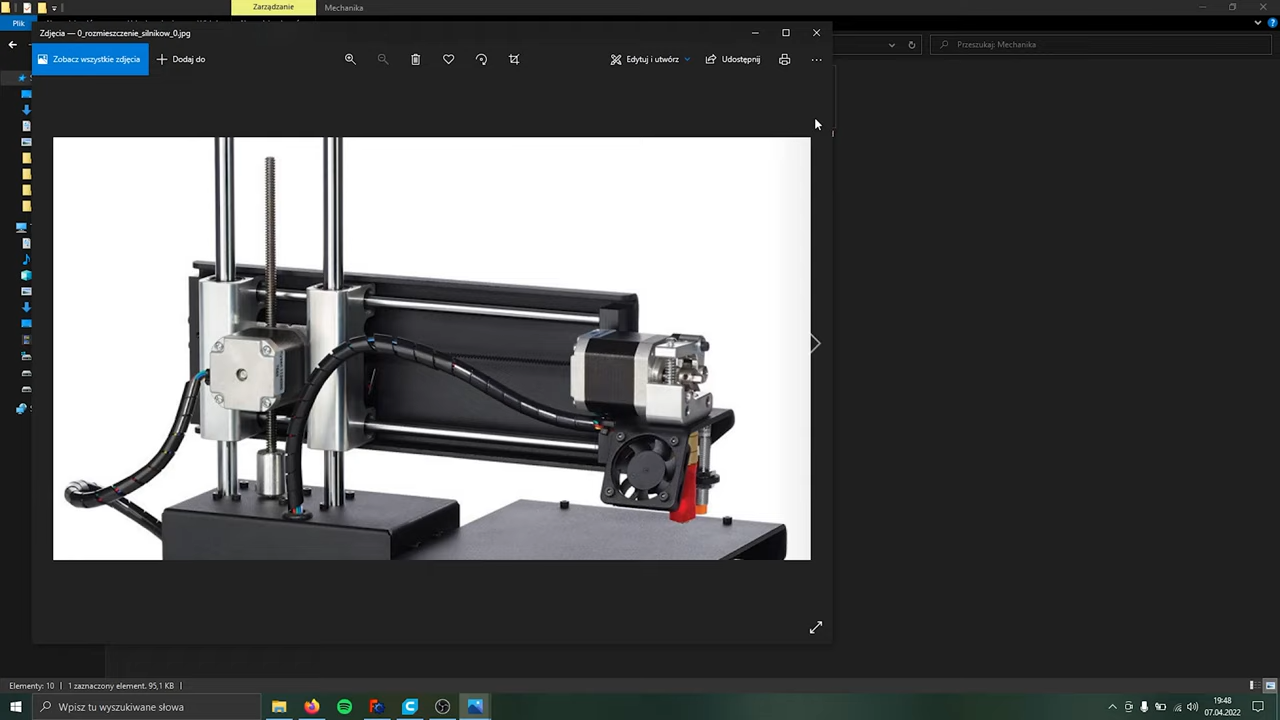 Zarządzanie
Mechanika
Plik
Zdjęcia — 0_rozmieszczenie_silnikow_0.jpg
Zobacz wszystkie zdjęcia
Dodaj do
Edytuj i utwórz
Udostępnij
Przeszukaj: Mechanika
Elementy: 10
1 zaznaczony element. 95,1 KB
Wpisz tu wyszukiwane słowa
19:48
07.04.2022